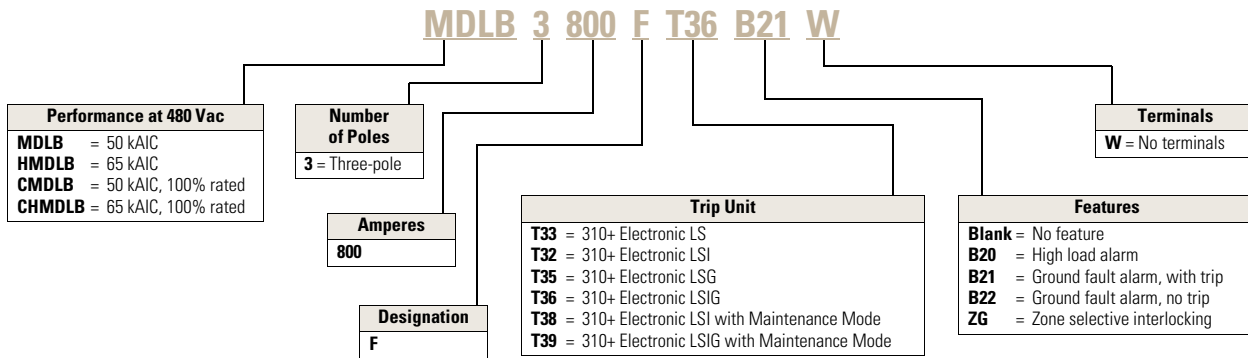 MDLB 3 800 F T36 B21 W
Performance at 480 Vac
MDLB = 50 kAIC
HMDLB = 65 kAIC
CMDLB = 50 kAIC, 100% rated
CHMDLB = 65 kAIC, 100% rated
Number
of Poles
3 = Three-pole
Amperes
800
Designation
F
Trip Unit
T33 = 310+ Electronic LS
T32 = 310+ Electronic LSI
T35 = 310+ Electronic LSG
T36 = 310+ Electronic LSIG
T38 = 310+ Electronic LSI with Maintenance Mode
T39 = 310+ Electronic LSIG with Maintenance Mode
Features
Blank = No feature
B20 = High load alarm
B21 = Ground fault alarm, with trip
B22 = Ground fault alarm, no trip
ZG = Zone selective interlocking
Terminals
W = No terminals